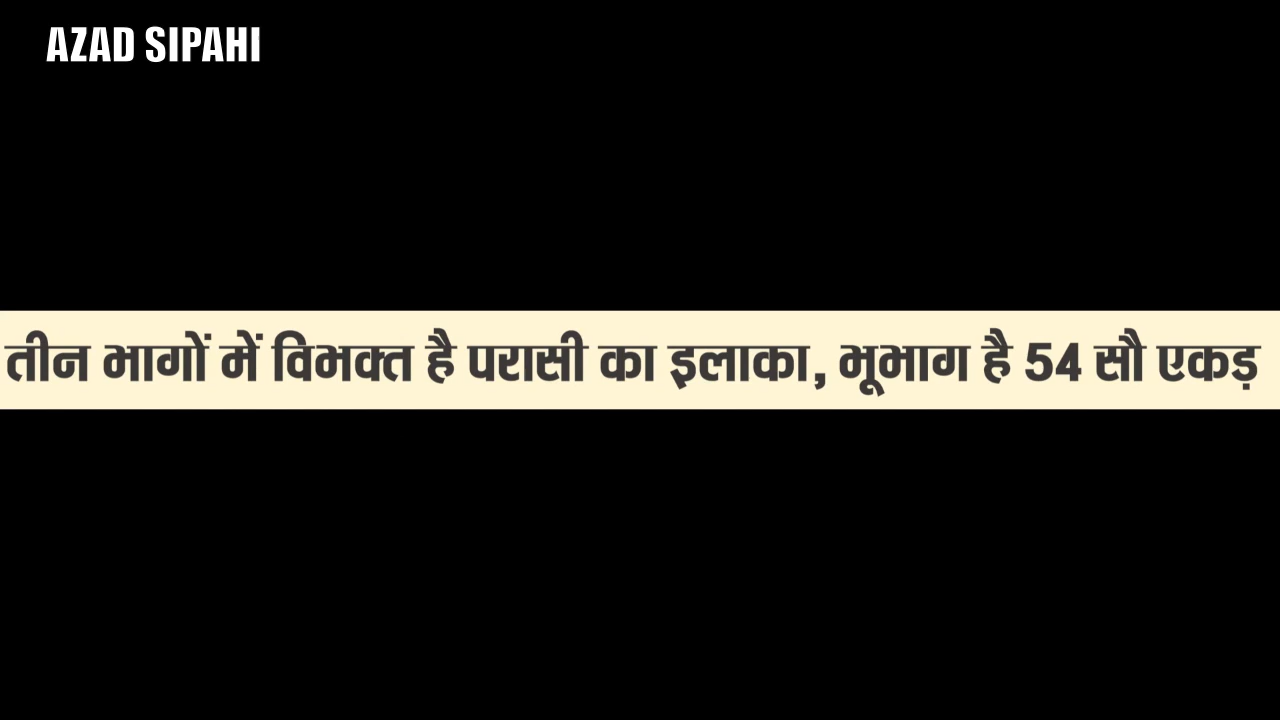 AZAD SIPAHI
तीन भागों में विभक्त है परासी का इलाका, भूभाग है 54 सौ एकड़